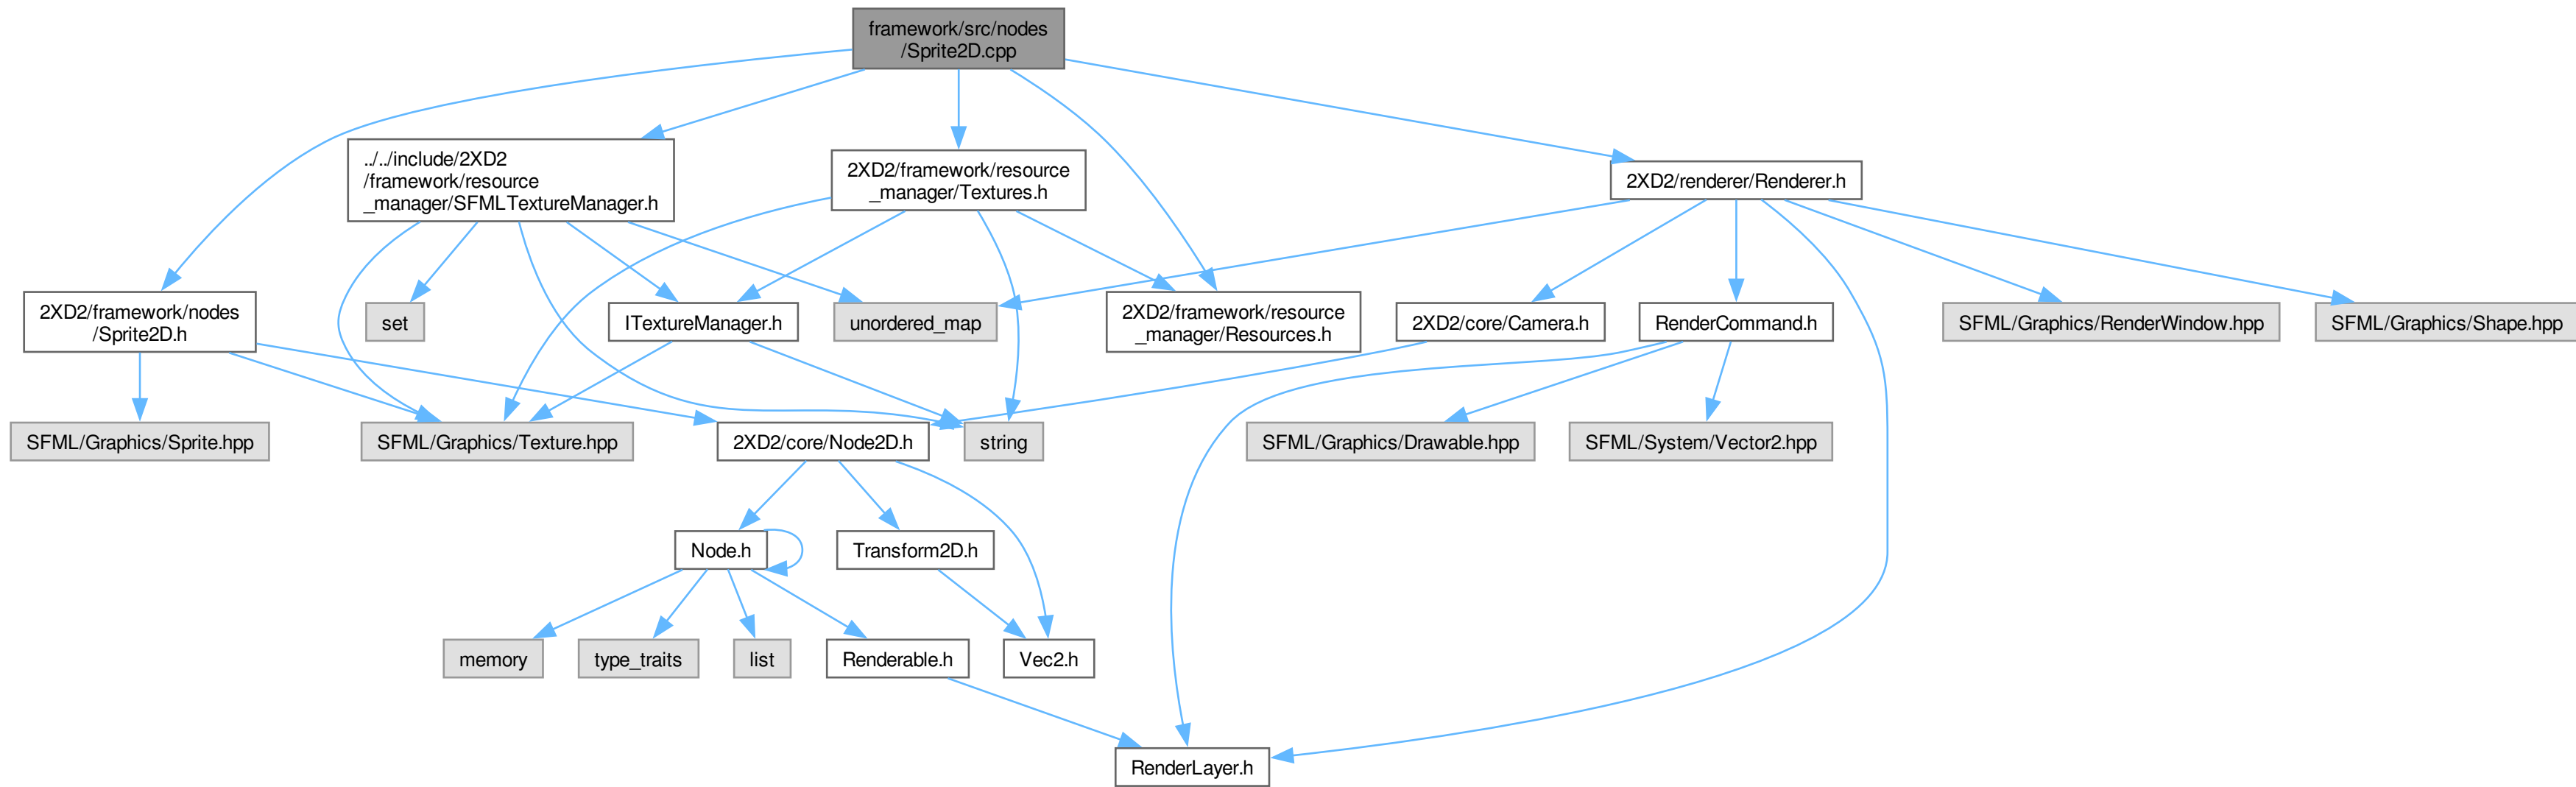 framework/src/nodes
/Sprite2D.cpp
../../include/2XD2
/framework/resource
_manager/SFMLTextureManager.h
2XD2/framework/resource
_manager/Textures.h
2XD2/renderer/Renderer.h
2XD2/framework/nodes
/Sprite2D.h
set
ITextureManager.h
unordered_map
2XD2/framework/resource
_manager/Resources.h
2XD2/core/Camera.h
RenderCommand.h
SFML/Graphics/RenderWindow.hpp
SFML/Graphics/Shape.hpp
SFML/Graphics/Sprite.hpp
SFML/Graphics/Texture.hpp
2XD2/core/Node2D.h
string
SFML/Graphics/Drawable.hpp
SFML/System/Vector2.hpp
Node.h
Transform2D.h
memory
type_traits
list
Renderable.h
Vec2.h
RenderLayer.h